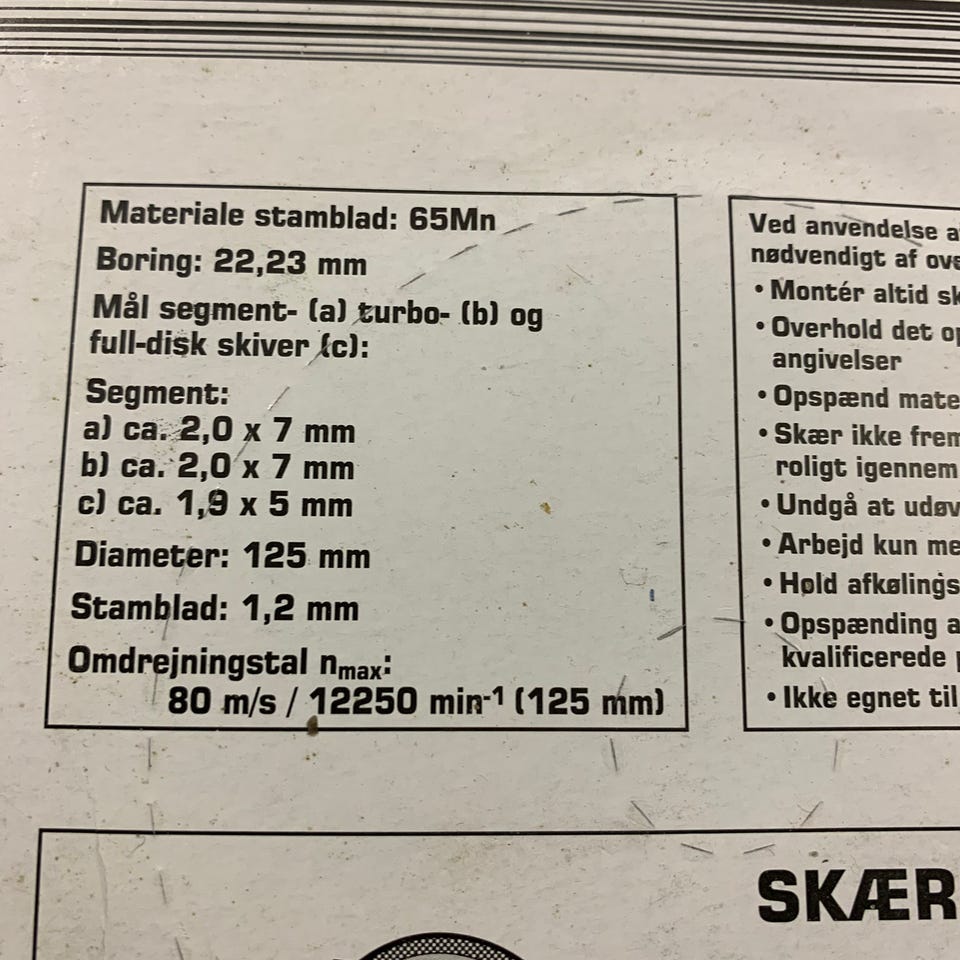 Materiale stamblad: 65Mn
Boring: 22,23 mm
Mål segment- (a) turbo- (b) og
full-disk skiver (c):
Segment:
a) ca. 2,0 x 7 mm
b) ca. 2,0 x 7 mm
c) ca. 1,9 x 5 mm
Diameter: 125 mm
Stamblad: 1,2 mm
Omdrejningstal nmax:
80 m/s / 12250 min-1 (125 mm)
Ved anvendelse
nødvendigt af
• Montér altid
• Overhold det
angivelser
• Opspænd
• Skær ikke
roligt igennem
• Undgå at
• Arbejd kun
• Hold
• Opspænding
kvalificerede
• Ikke egnet til
SKÆR